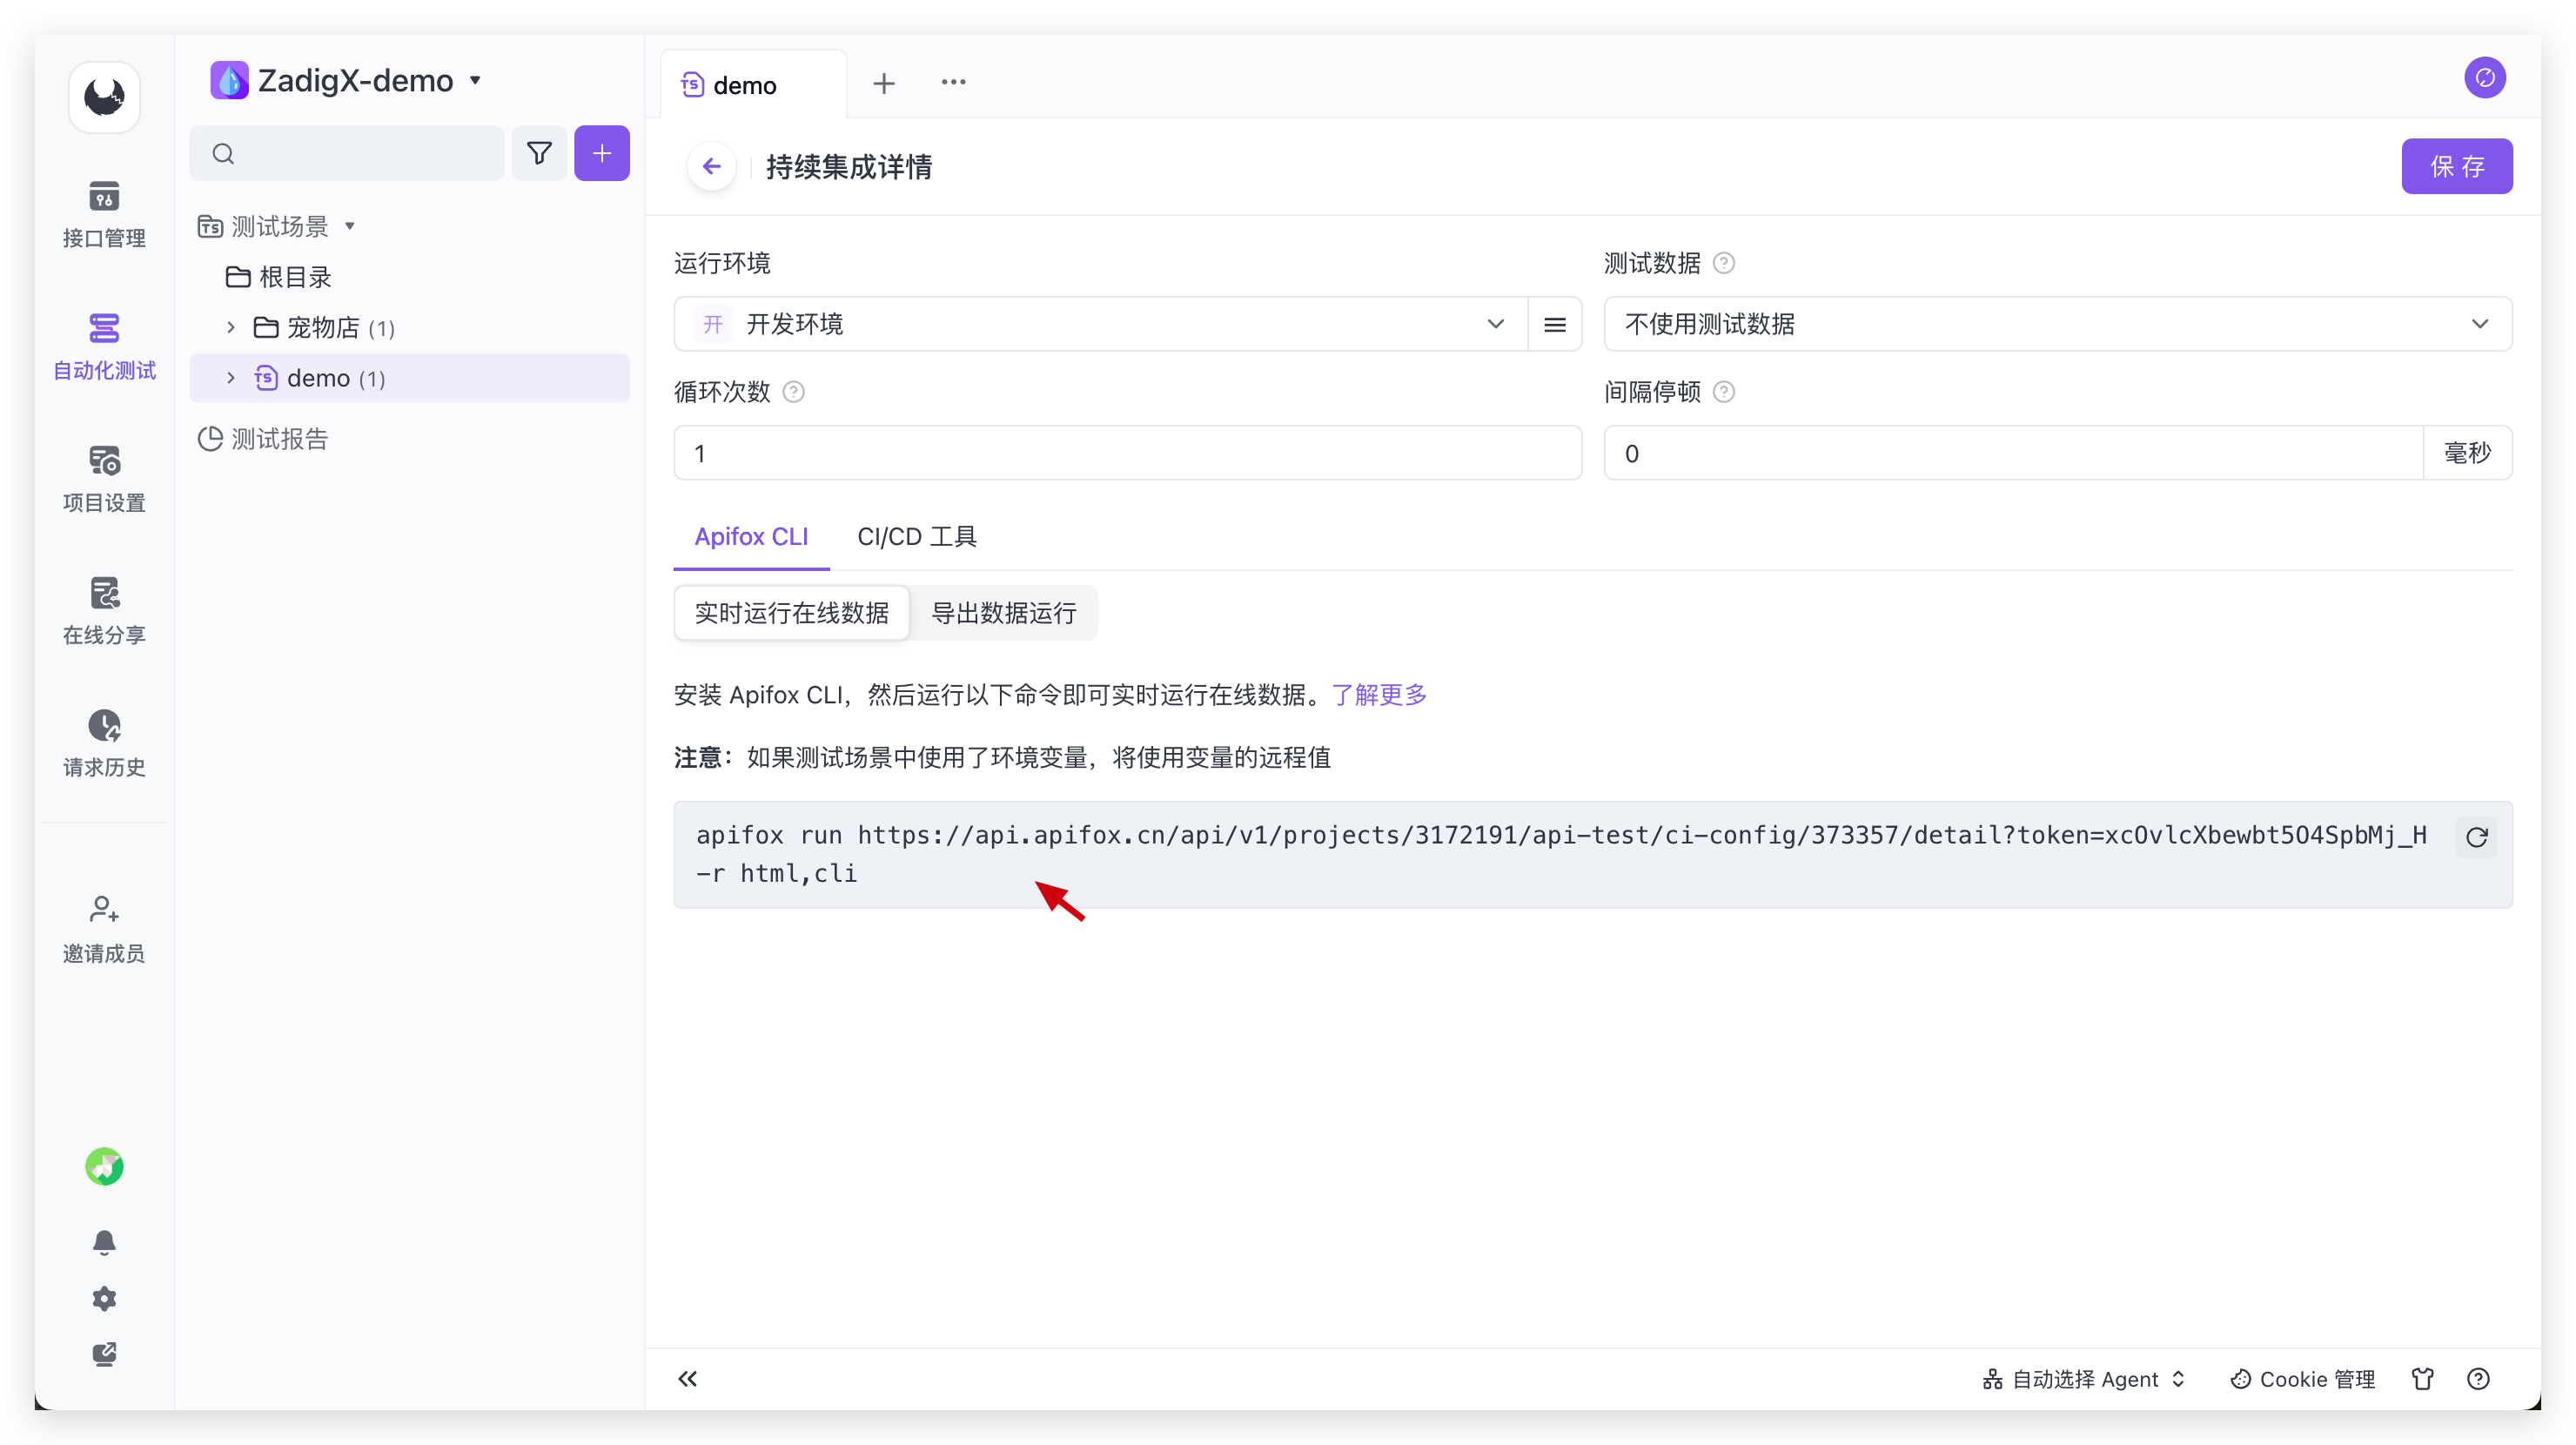 ZadigX-demo
接口管理
自动化测试
项目设置
在线分享
请求历史
邀请成员
测试场景
根目录
宠物店 (1)
demo (1)
测试报告
demo
持续集成详情
保存
运行环境
测试数据
开 开发环境
不使用测试数据
循环次数
间隔停顿
1
0 毫秒
Apifox CLI
CI/CD 工具
实时运行在线数据
导出数据运行
安装 Apifox CLI，然后运行以下命令即可实时运行在线数据。了解更多
注意：如果测试场景中使用了环境变量，将使用变量的远程值
apifox run https://api.apifox.cn/api/v1/projects/3172191/api-test/ci-config/373357/detail?token=xcOvlcXbewbt5O4SpbMj_H
-r html,cli
自动选择 Agent
Cookie 管理